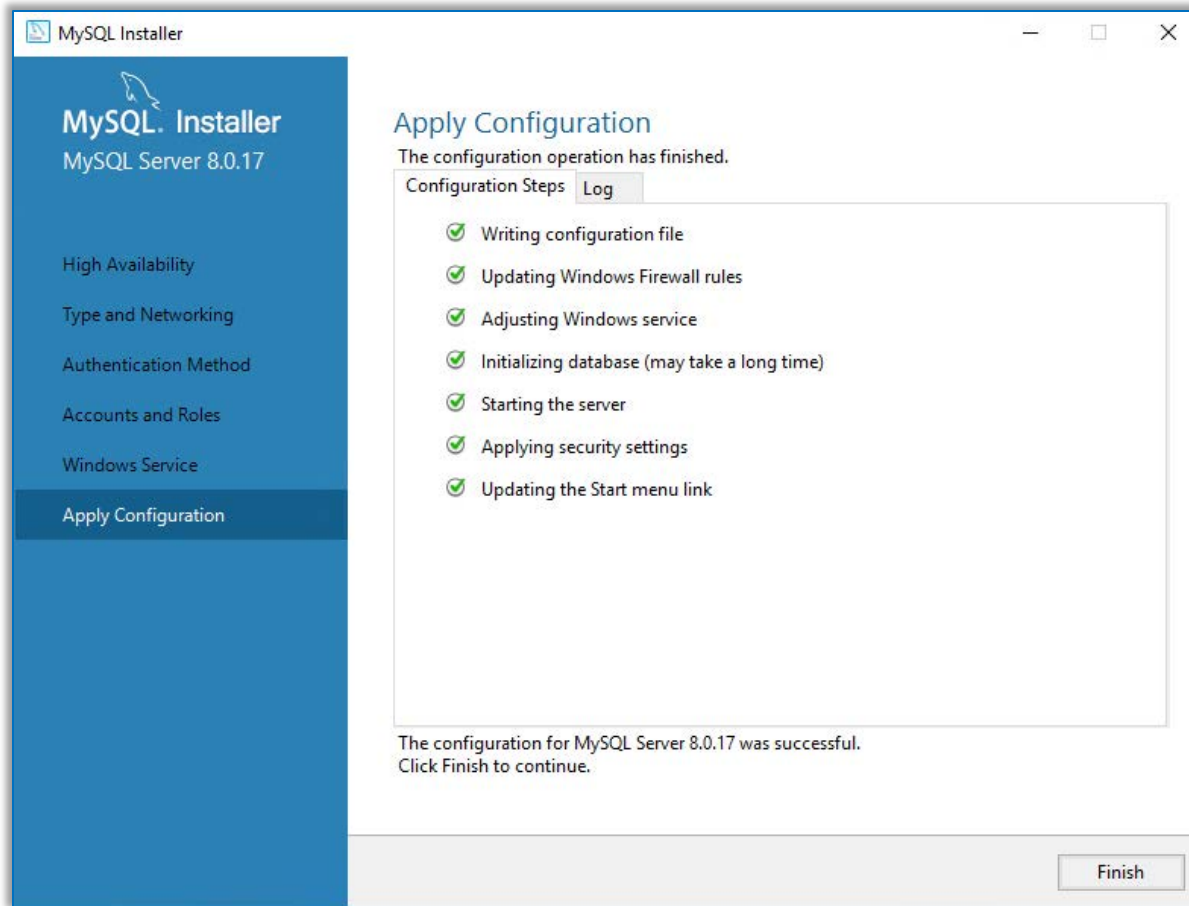 MySQL Installer
MySQL. Installer
MySQL Server 8.0.17
High Availability
Type and Networking
Authentication Method
Accounts and Roles
Windows Service
Apply Configuration
Apply Configuration
The configuration operation has finished.
Configuration Steps
Log
Writing configuration file
Updating Windows Firewall rules
Adjusting Windows service
Initializing database (may take a long time)
Starting the server
Applying security settings
Updating the Start menu link
The configuration for MySQL Server 8.0.17 was successful.
Click Finish to continue.
Finish